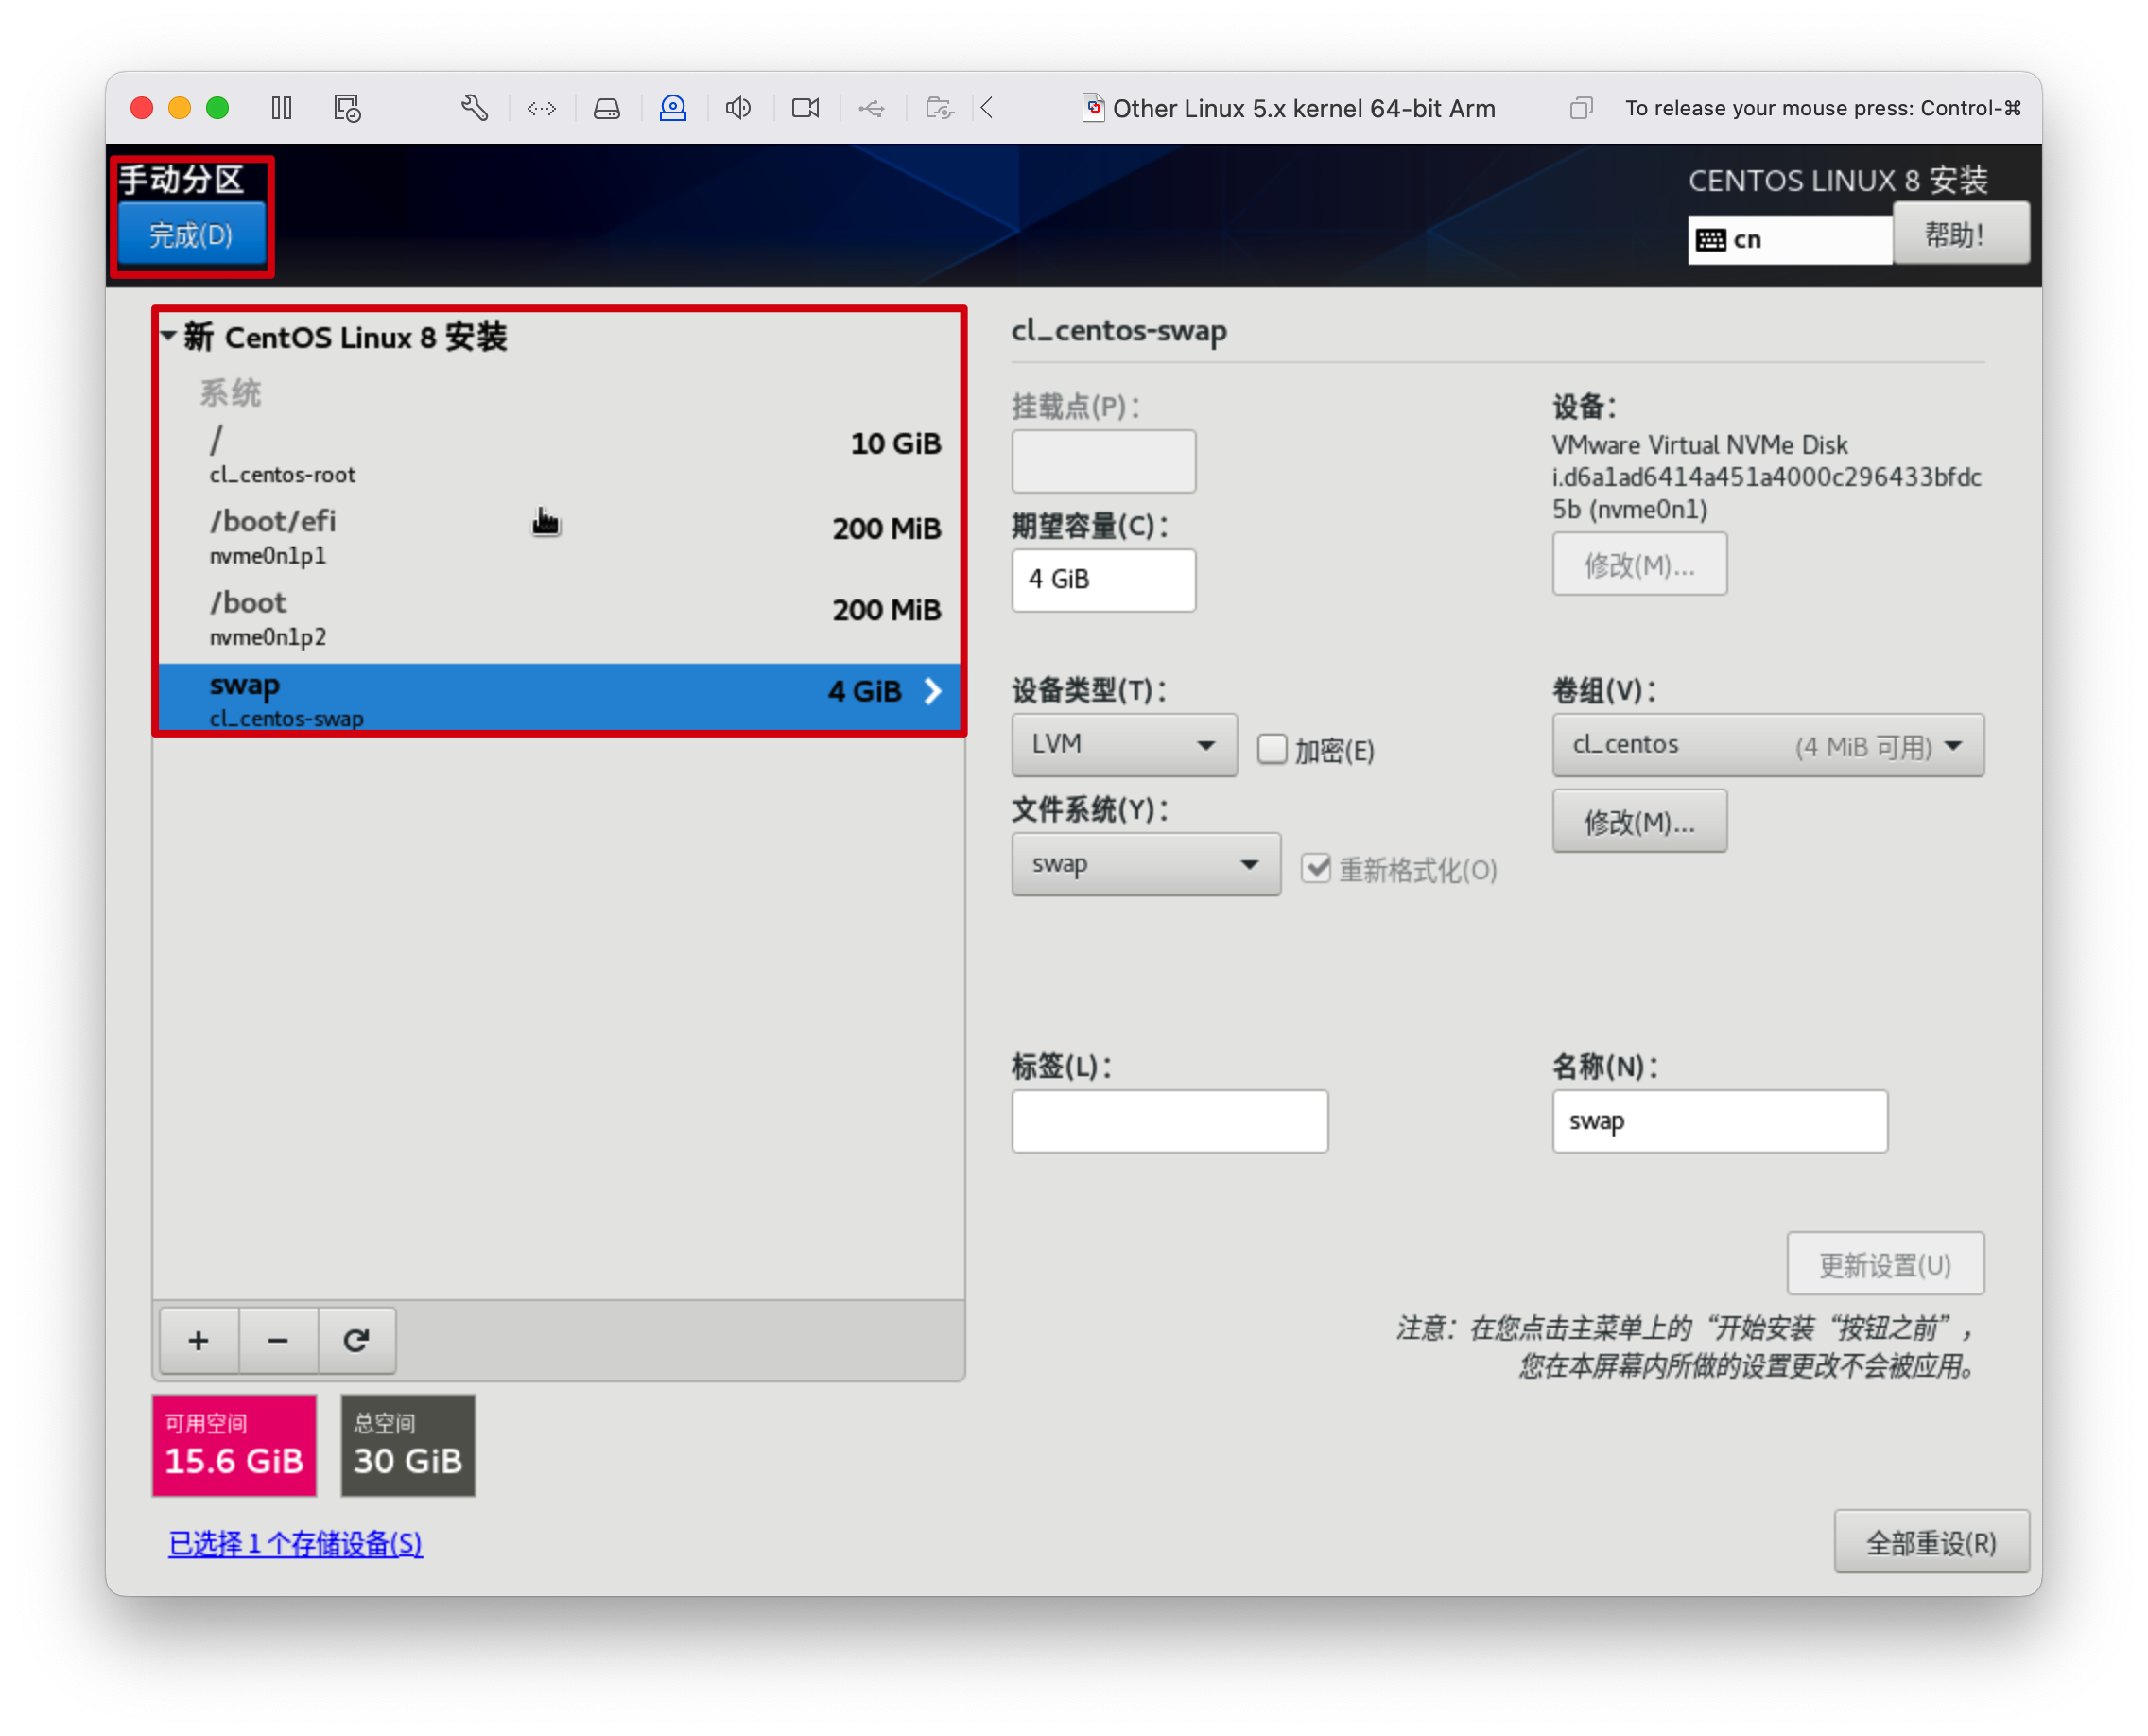 Other Linux 5.x kernel 64-bit Arm
To release your mouse press: Control-⌘
手动分区
完成(D)
CENTOS LINUX 8 安装
cn
帮助!
新 CentOS Linux 8 安装
系统
/
10 GiB
cl_centos-root
/boot/efi
200 MiB
nvme0n1p1
/boot
200 MiB
nvme0n1p2
swap
4 GiB
cl_centos-swap
cl_centos-swap
挂载点(P)：
设备：
VMware Virtual NVMe Disk
i.d6a1ad6414a451a4000c296433bfdc
5b (nvme0n1)
期望容量(C)：
4 GiB
修改(M)...
设备类型(T)：
LVM
加密(E)
卷组(V)：
cl_centos
(4 MiB 可用)
修改(M)...
文件系统(Y)：
swap
重新格式化(O)
标签(L)：
名称(N)：
swap
更新设置(U)
注意：在您点击主菜单上的“开始安装“按钮之前”，
您在本屏幕内所做的设置更改不会被应用。
可用空间
15.6 GiB
总空间
30 GiB
已选择 1 个存储设备(S)
全部重设(R)